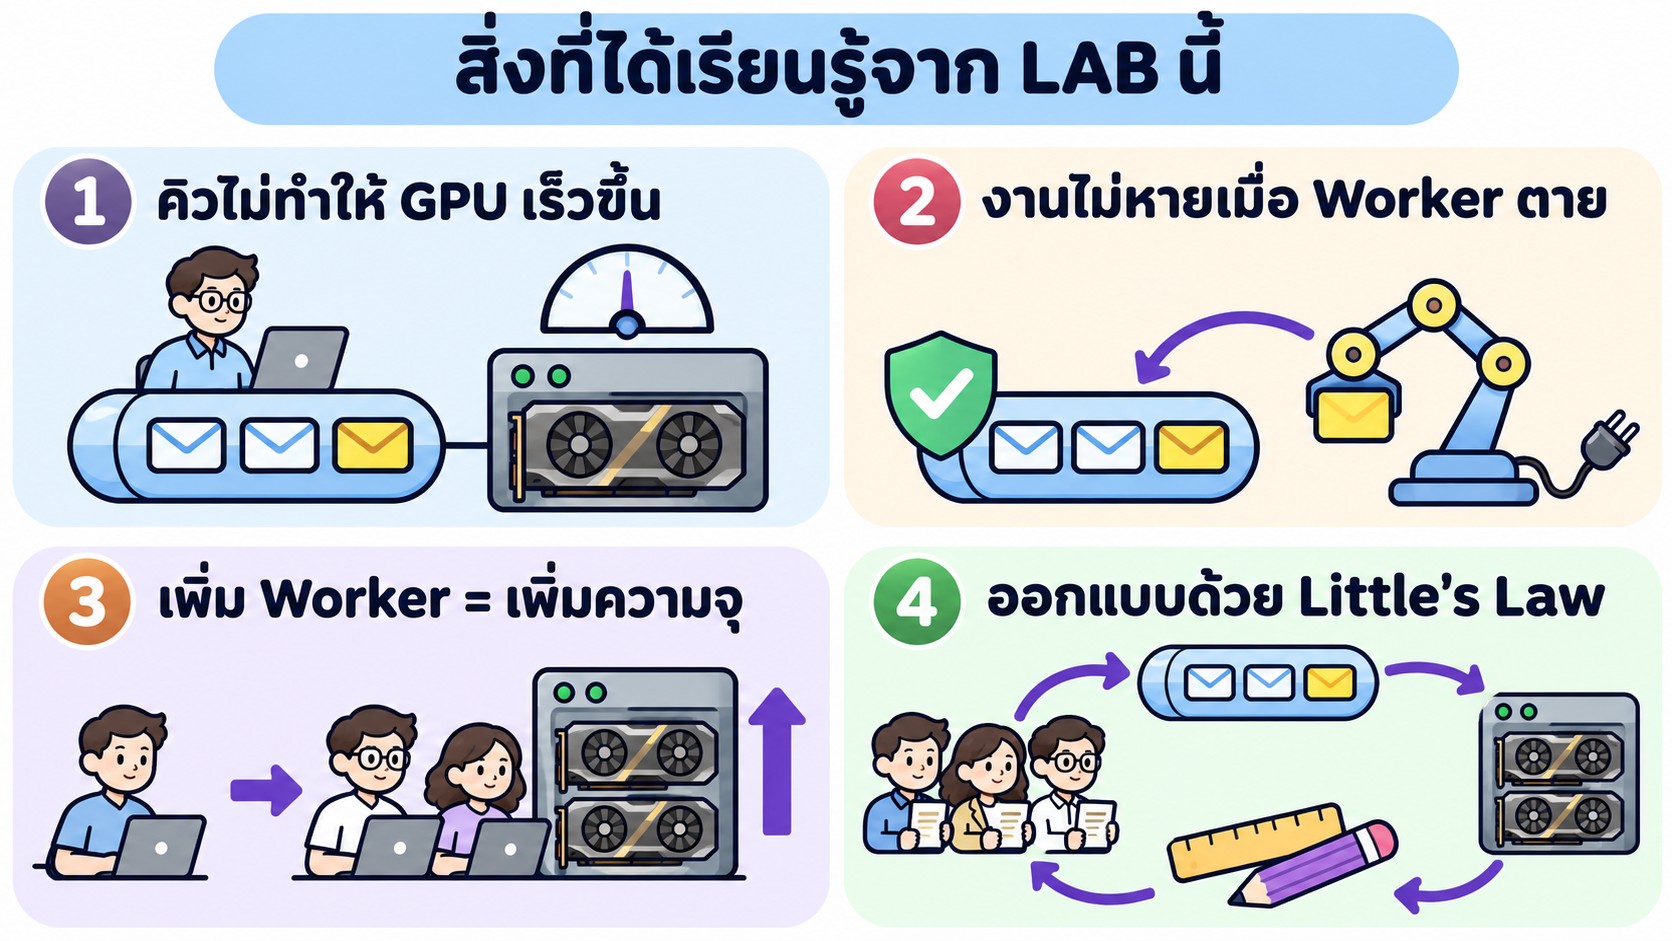 สิ่งที่ได้เรียนรู้จาก LAB นี้
1 คิวไม่ทำให้ GPU เร็วขึ้น
2 งานไม่หายเมื่อ Worker ตาย
3 เพิ่ม Worker = เพิ่มความจุ
4 ออกแบบด้วย Little's Law